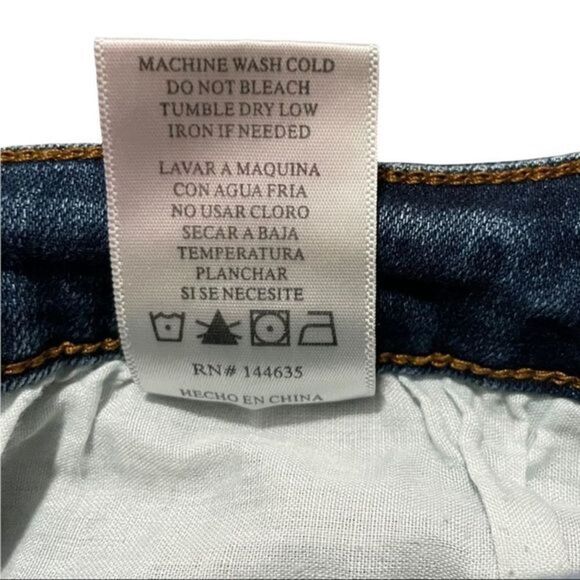 MACHINE WASH COLD
DO NOT BLEACH
TUMBLE DRY LOW
IRON IF NEEDED
LAVAR A MAQUINA
CON AGUA FRIA
NO USAR CLORO
SECAR A BAJA
TEMPERATURA
PLANCHAR
SI SE NECESITE
RN# 144635
HECHO EN CHINA